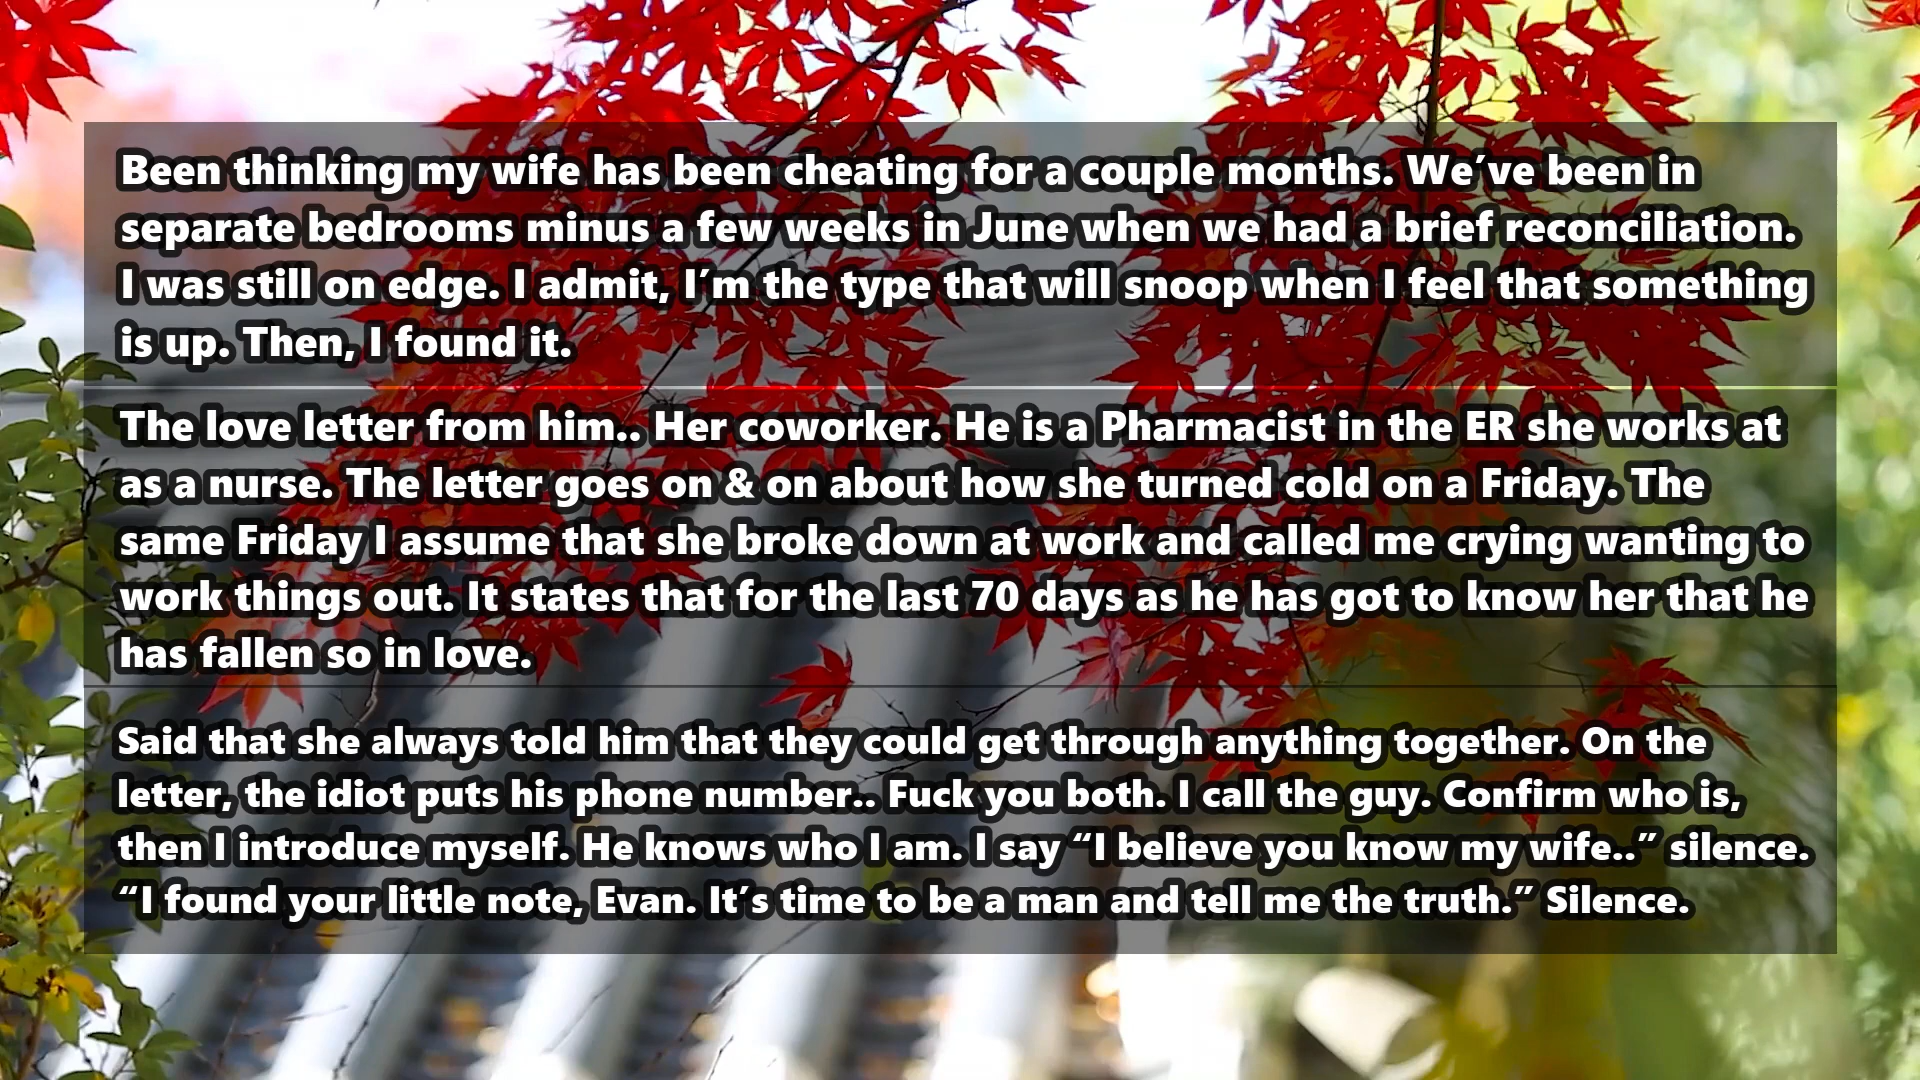 Been thinking my wife has been cheating for a couple months. We’ve been in
separate bedrooms minus a few weeks in June when we had a brief reconciliation.
I was still on edge. I admit, I’m the type that will snoop when I feel that something
is up. Then, I found it.
The love letter from him.. Her coworker. He is a Pharmacist in the ER she works at
as a nurse. The letter goes on & on about how she turned cold on a Friday. The
same Friday I assume that she broke down at work and called me crying wanting to
work things out. It states that for the last 70 days as he has got to know her that he
has fallen so in love.
Said that she always told him that they could get through anything together. On the
letter, the idiot puts his phone number.. Fuck you both. I call the guy. Confirm who is,
then I introduce myself. He knows who I am. I say “I believe you know my wife..” silence.
“I found your little note, Evan. It’s time to be a man and tell me the truth.” Silence.